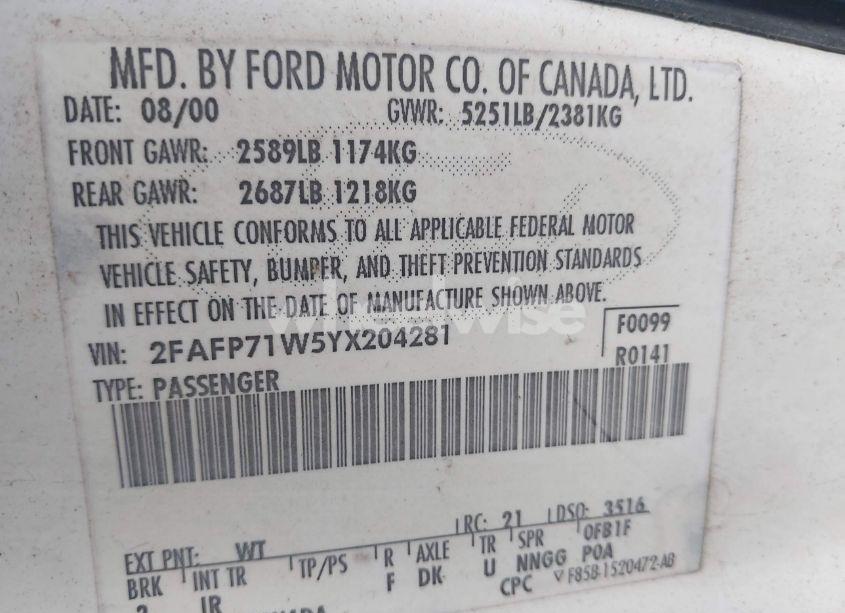 MFD. BY FORD MOTOR CO. OF CANADA, LTD.
DATE: 08/00 GVWR: 5251LB/2381KG
FRONT GAWR: 2589LB 1174KG
REAR GAWR: 2687LB 1218KG
THIS VEHICLE CONFORMS TO ALL APPLICABLE FEDERAL MOTOR
VEHICLE SAFETY, BUMPER, AND THEFT PREVENTION STANDARDS
IN EFFECT ON THE DATE OF MANUFACTURE SHOWN ABOVE.
wheelwise
VIN: 2FAFP71W5YX204281 F0099
TYPE: PASSENGER R0141
RC: 21 DSO: 3516
EXT PNT: WT SPR 0FB1F
BRK INT TR TP/PS R AXLE TR NNGG POA
2 IR F DK U CPC ▽F85B-1520472-AB